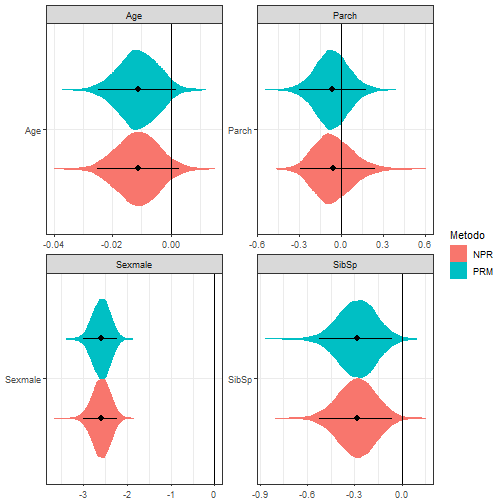 Age
Parch
Age
Parch
-0.04
-0.02
0.00
-0.6
-0.3
0.0
0.3
0.6
Metodo
NPR
PRM
Sexmale
SibSp
Sexmale
SibSp
-3
-2
-1
0
-0.9
-0.6
-0.3
0.0